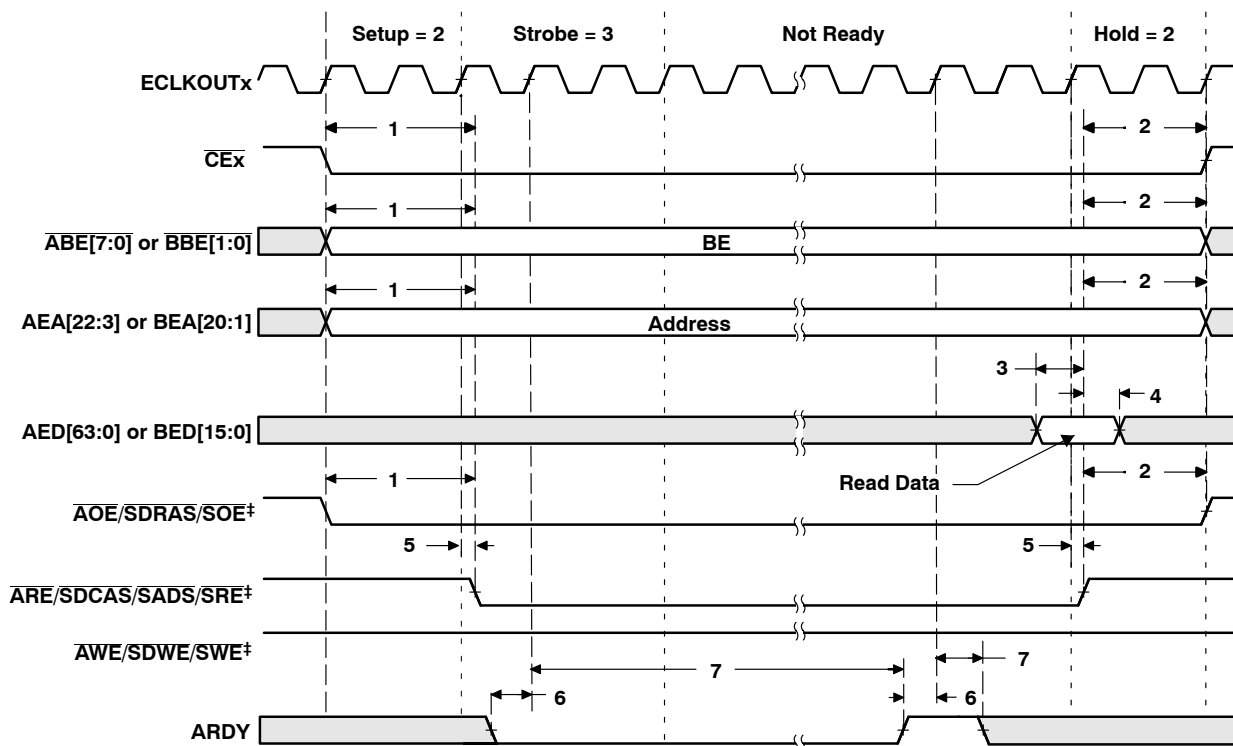 Setup = 2 Strobe = 3 Not Ready Hold = 2
ECLKOUTx
1 2
CEx
1 2
ABE[7:0] or BBE[1:0] BE
1 2
AEA[22:3] or BEA[20:1] Address
3
4
AED[63:0] or BED[15:0]
1 Read Data 2
AOE/SDRAS/SOE‡
5 5
ARE/SDCAS/SADS/SRE‡
AWE/SDWE/SWE‡
7 7
6 6
ARDY